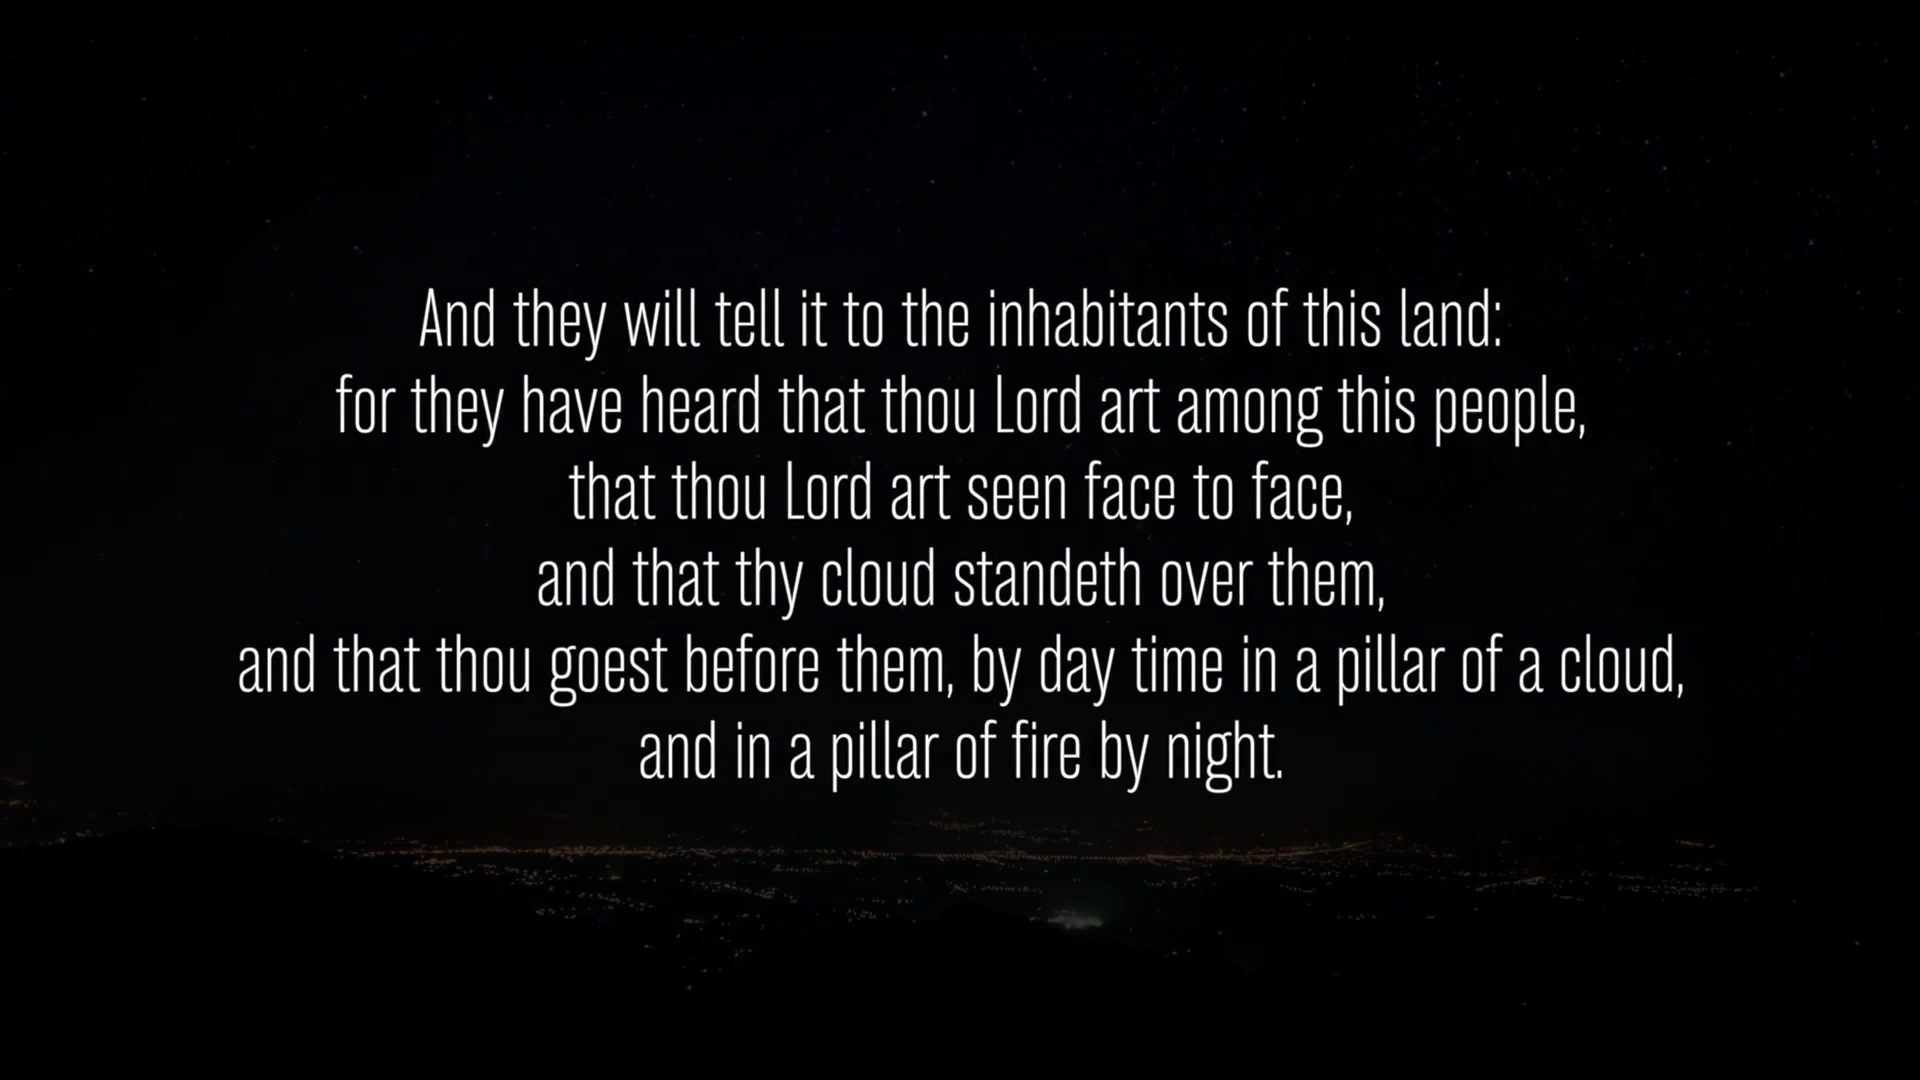 And they will tell it to the inhabitants of this land:
for they have heard that thou Lord art among this people,
that thou Lord art seen face to face,
and that thy cloud standeth over them,
and that thou goest before them, by day time in a pillar of a cloud,
and in a pillar of fire by night.